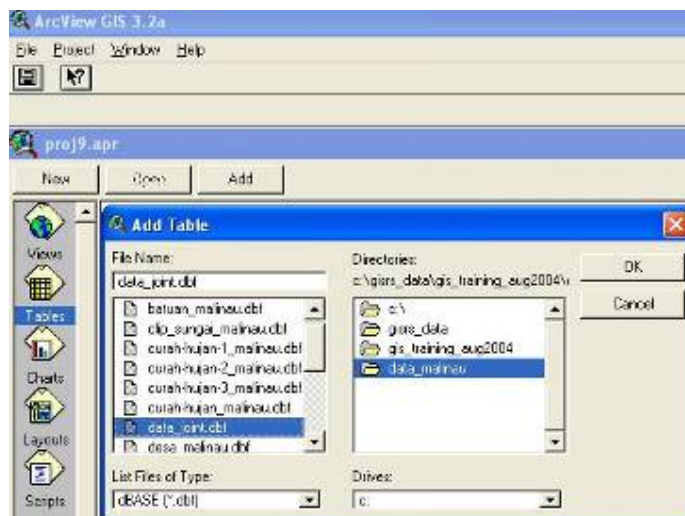 ArcView GIS 3.2a
File Project Window Help
proj9.apr
New Open Add
Views
Tables
Charts
Layouts
Scripts
Add Table
File Name:
data_joint.dbf
batuan_malinau.dbf
clip_sungai_malinau.dbf
curah-hujan-1_malinau.dbf
curah-hujan-2_malinau.dbf
curah-hujan-3_malinau.dbf
curah-hujan_malinau.dbf
data_joint.dbf
desa_malinau.dbf
List Files of Type:
dBASE (*.dbf)
Directories:
c:\gisrs_data\gis_training_aug2004\
c:\
gisrs_data
gis_training_aug2004
data_malinau
Drives:
c:
OK
Cancel